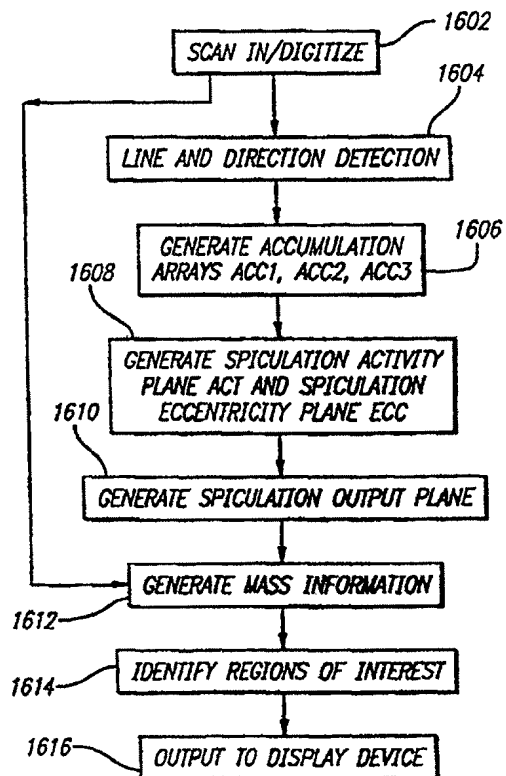 1602
SCAN IN/DIGITIZE
1604
LINE AND DIRECTION DETECTION
1606
GENERATE ACCUMULATION
ARRAYS ACC1, ACC2, ACC3
1608
GENERATE SPICULATION ACTIVITY
PLANE ACT AND SPICULATION
ECCENTRICITY PLANE ECC
1610
GENERATE SPICULATION OUTPUT PLANE
GENERATE MASS INFORMATION
1612
IDENTIFY REGIONS OF INTEREST
1614
1616
OUTPUT TO DISPLAY DEVICE